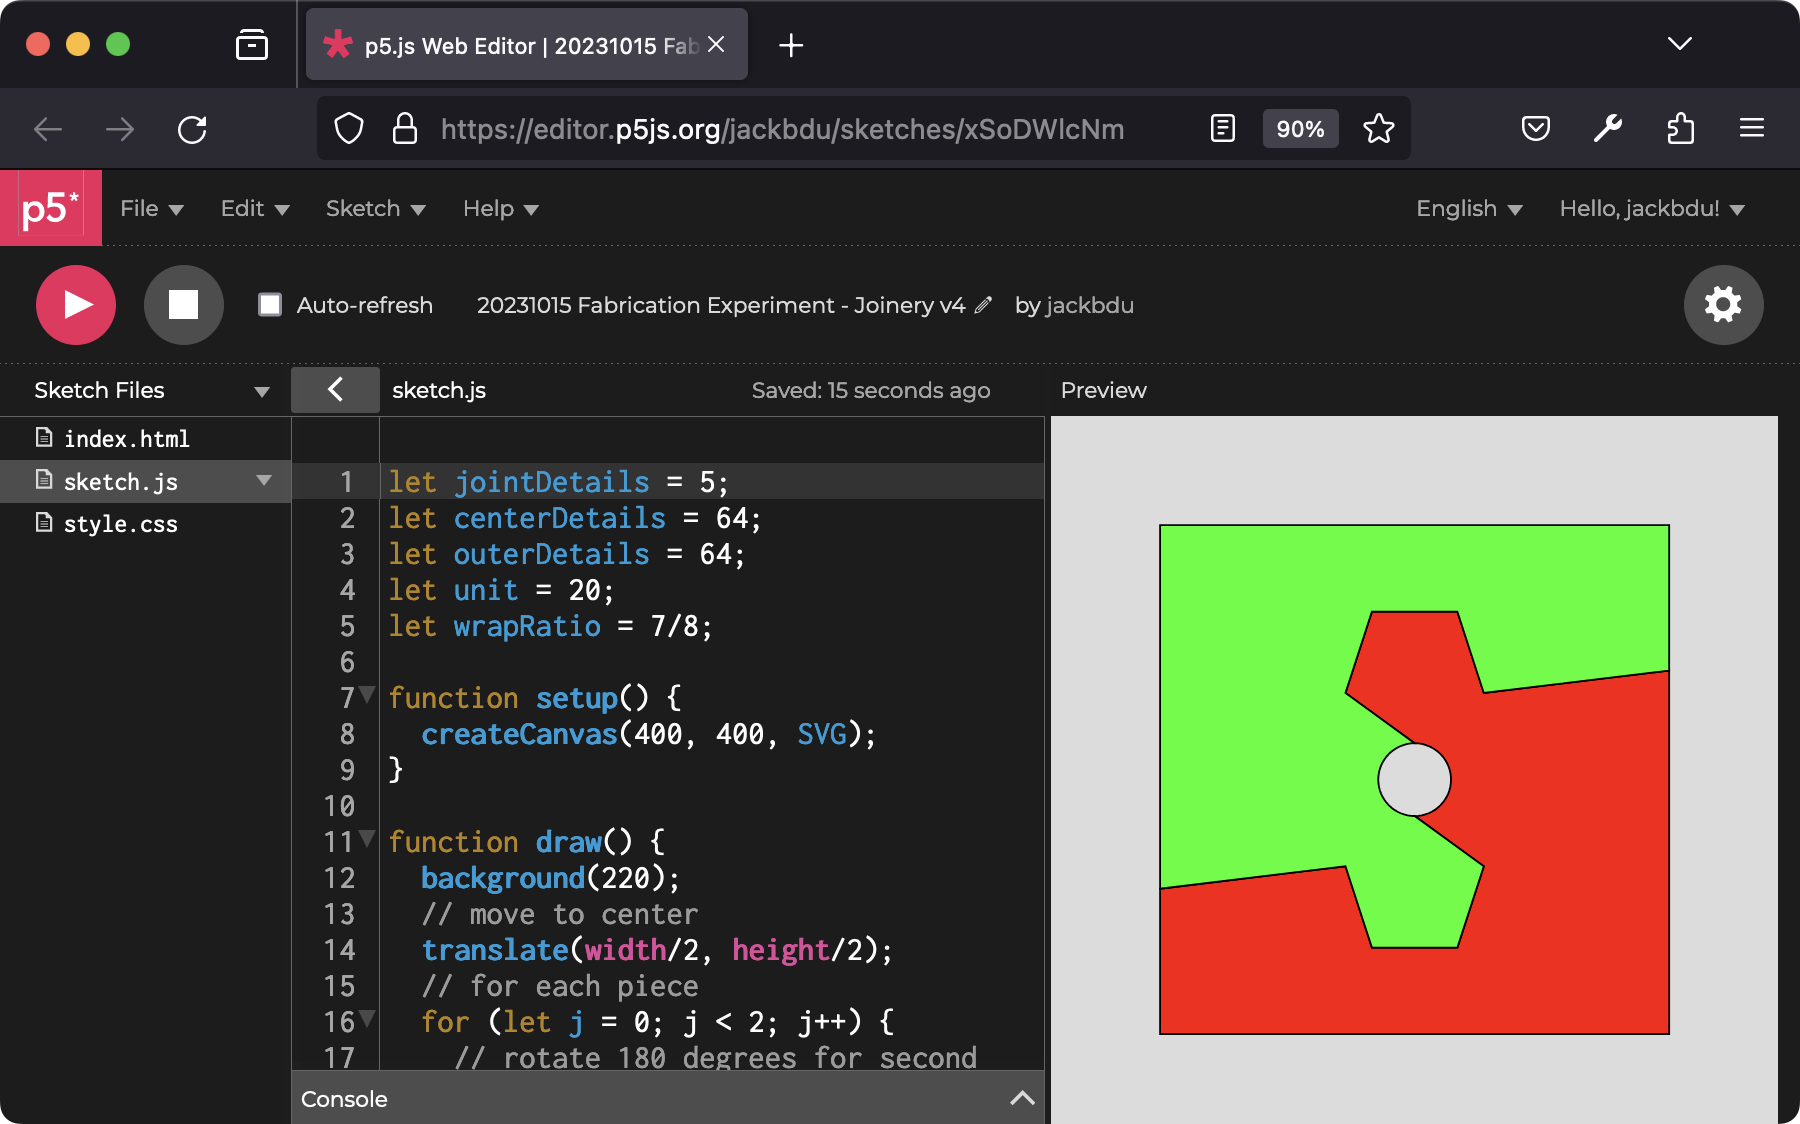 p5.js Web Editor | 20231015 Fab
https://editor.p5js.org/jackbdu/sketches/xSoDWlcNm 90%
p5* File Edit Sketch Help English Hello, jackbdu!
Auto-refresh 20231015 Fabrication Experiment - Joinery v4 by jackbdu
Sketch Files sketch.js Saved: 15 seconds ago Preview
index.html
sketch.js
style.css
1 let jointDetails = 5;
2 let centerDetails = 64;
3 let outerDetails = 64;
4 let unit = 20;
5 let wrapRatio = 7/8;
6
7 function setup() {
8 createCanvas(400, 400, SVG);
9 }
10
11 function draw() {
12 background(220);
13 // move to center
14 translate(width/2, height/2);
15 // for each piece
16 for (let j = 0; j < 2; j++) {
17 // rotate 180 degrees for second
Console